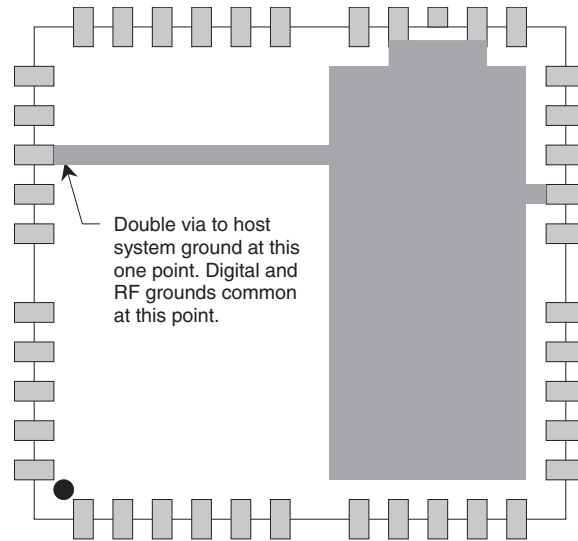 Double via to host
system ground at this
one point. Digital and
RF grounds common
at this point.